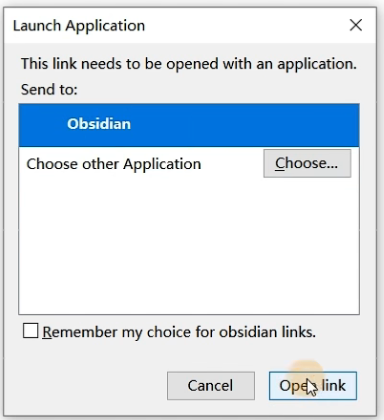 Launch Application
This link needs to be opened with an application.
Send to:
Obsidian
Choose other Application
Choose...
Remember my choice for obsidian links.
Cancel
Open link